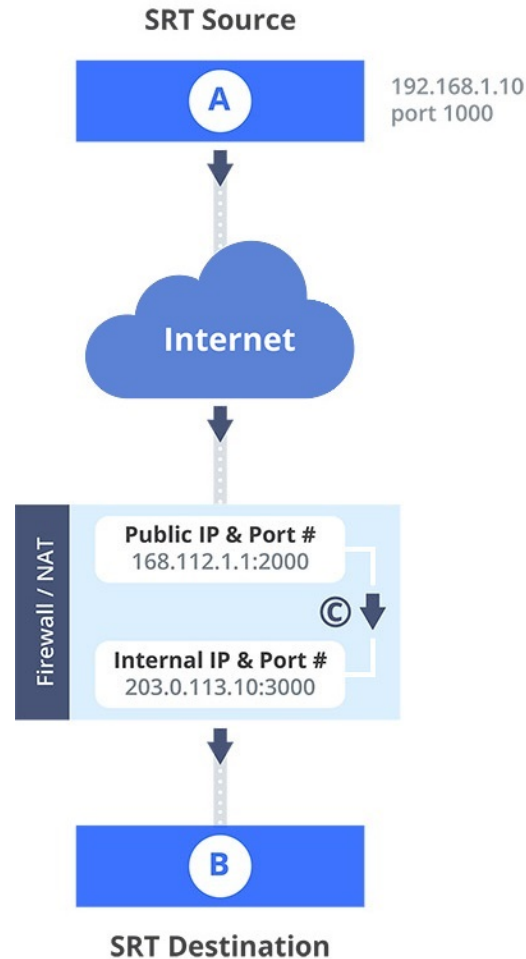 SRT Source
A
192.168.1.10
port 1000
Internet
Firewall / NAT
Public IP & Port #
168.112.1.1:2000
©
Internal IP & Port #
203.0.113.10:3000
B
SRT Destination